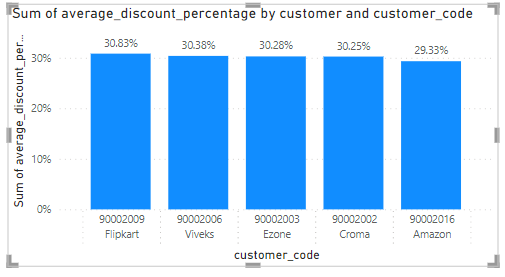 Sum of average_discount_percentage by customer and customer_code
Sum of average_discount_per...
30%
20%
10%
0%
30.83% 30.38% 30.28% 30.25% 29.33%
90002009 90002006 90002003 90002002 90002016
Flipkart Viveks Ezone Croma Amazon
customer_code